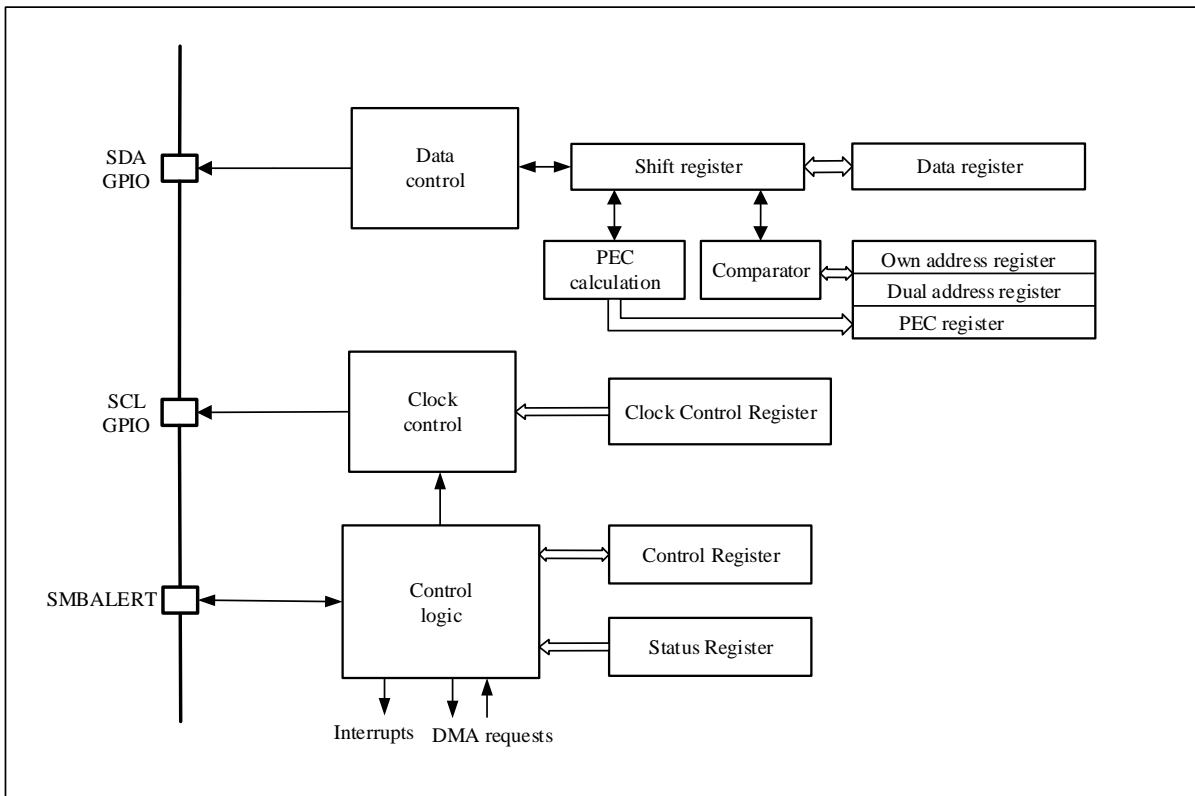 SDA
GPIO
Data
control
Shift register
Data register
PEC
calculation
Comparator
Own address register
Dual address register
PEC register
SCL
GPIO
Clock
control
Clock Control Register
Control Register
SMBALERT
Control
logic
Status Register
Interrupts
DMA requests